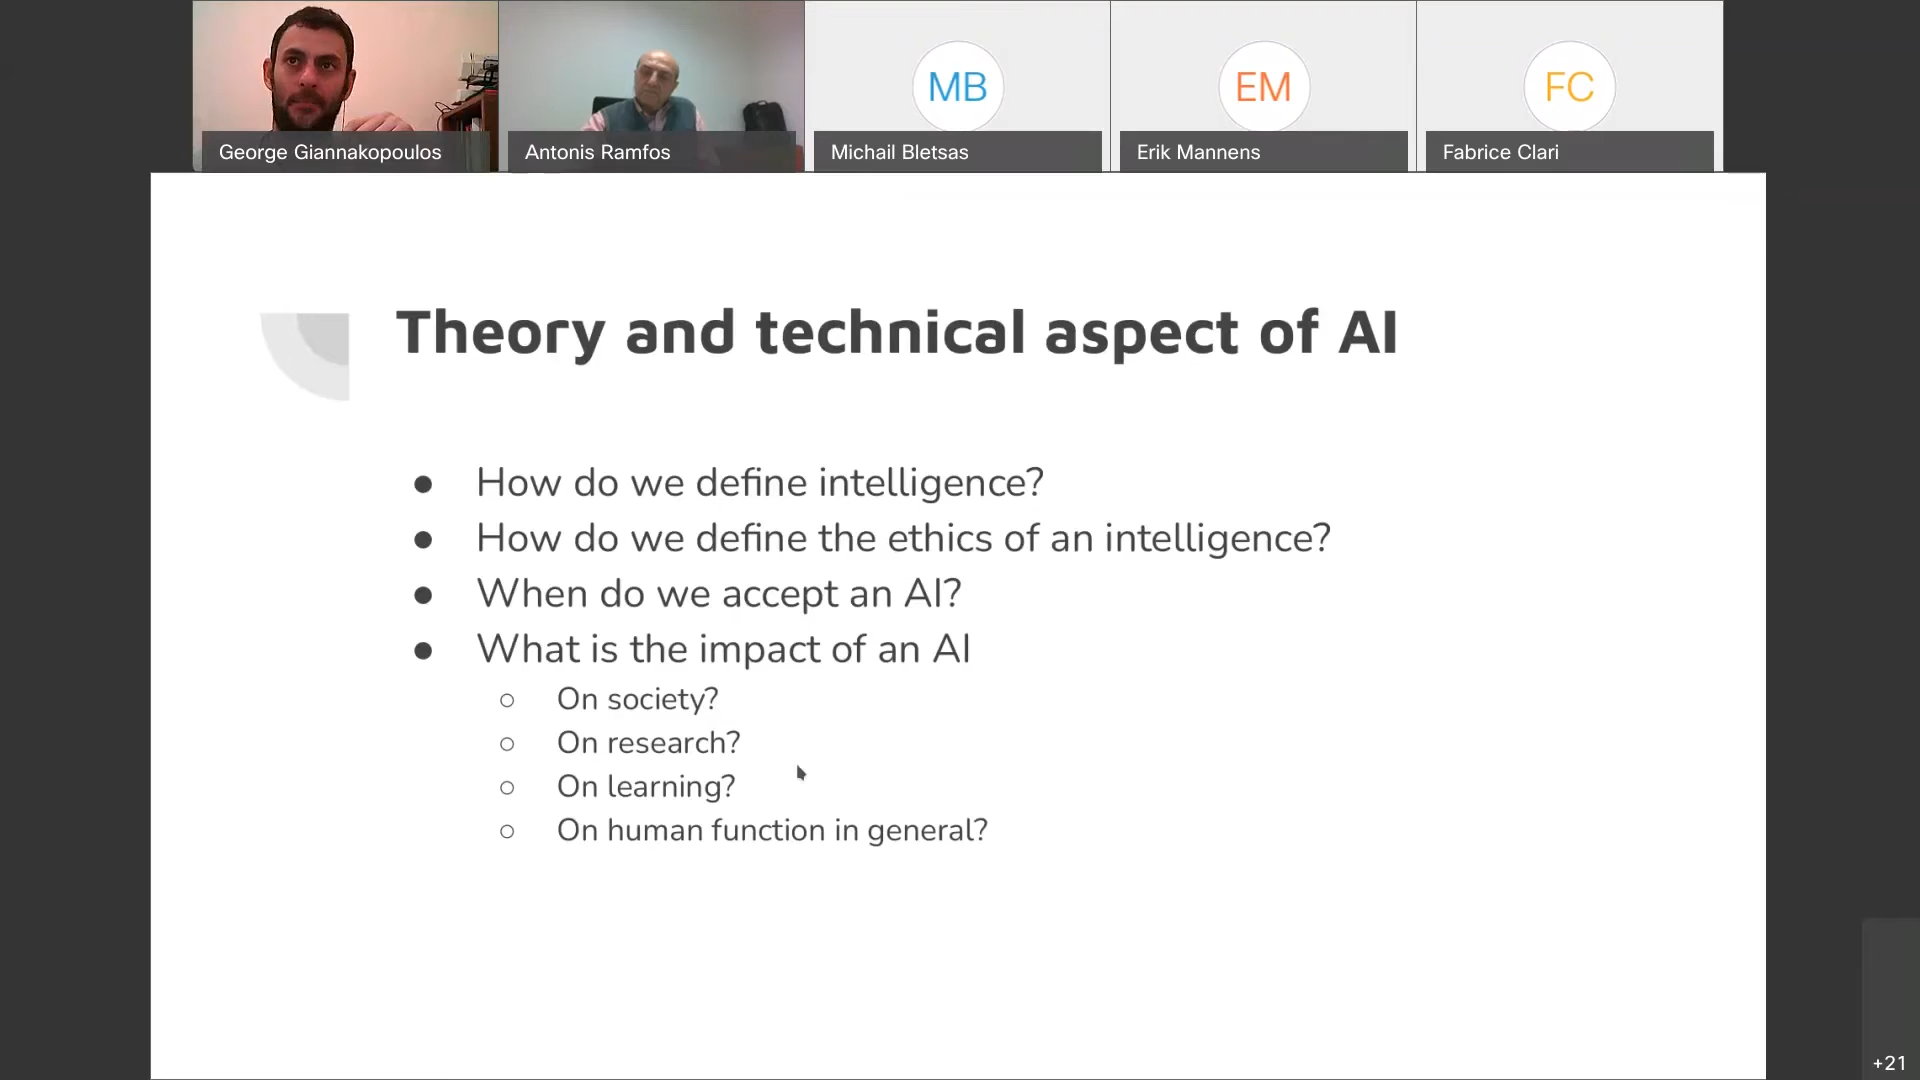 MB
EM
FC
George Giannakopoulos
Antonis Ramfos
Michail Bletsas
Erik Mannens
Fabrice Clari
Theory and technical aspect of AI
● How do we define intelligence?
● How do we define the ethics of an intelligence?
● When do we accept an AI?
● What is the impact of an AI
○ On society?
○ On research?
○ On learning?
○ On human function in general?
+21